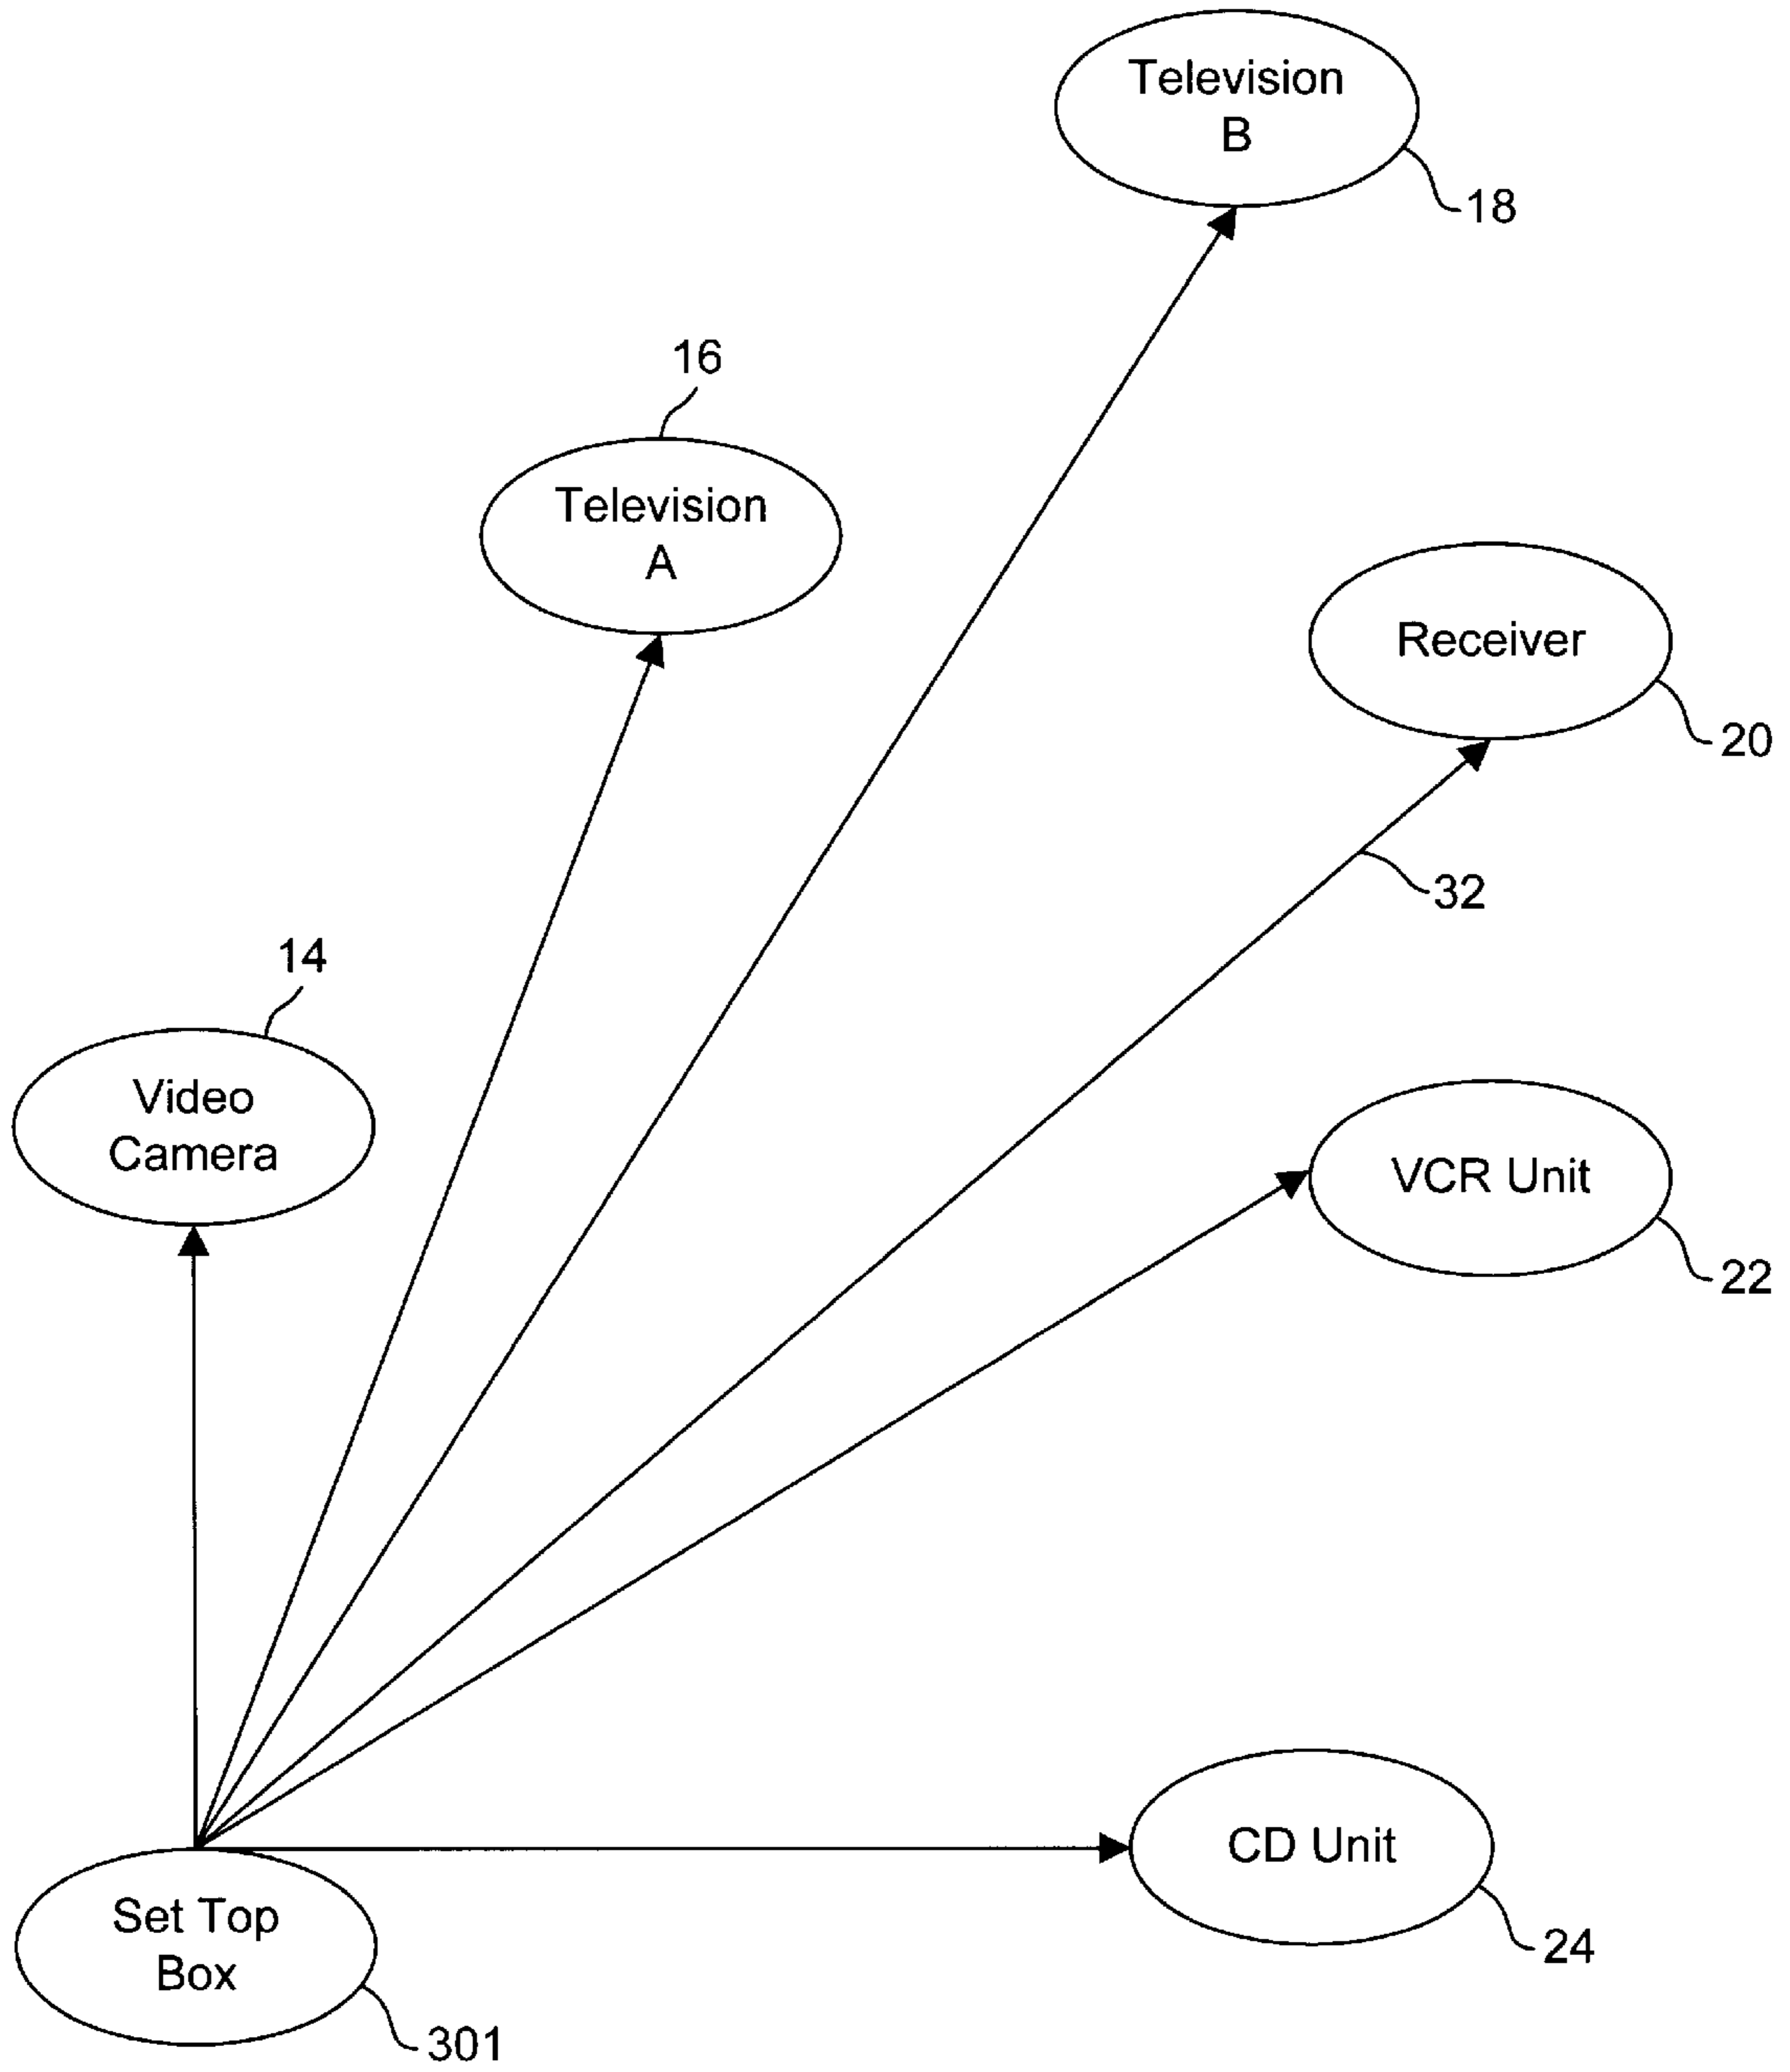 Television
B
18
16
Television
A
Receiver
20
32
14
Video
Camera
VCR Unit
22
CD Unit
24
Set Top
Box
301